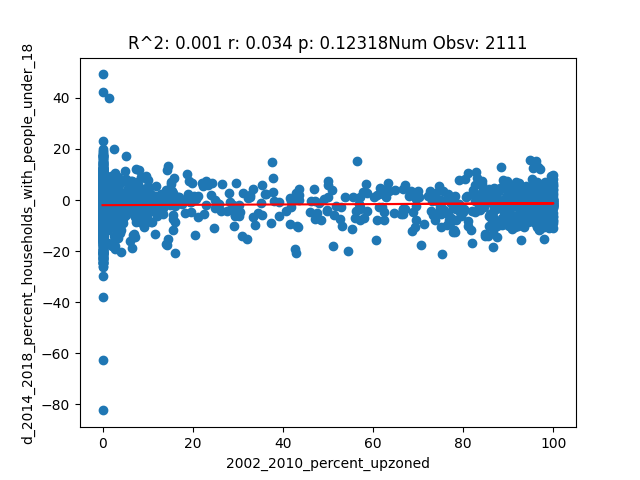 R^2: 0.001 r: 0.034 p: 0.12318Num Obsv: 2111
d_2014_2018_percent_households_with_people_under_18
40
20
0
−20
−40
−60
−80
0 20 40 60 80 100
2002_2010_percent_upzoned